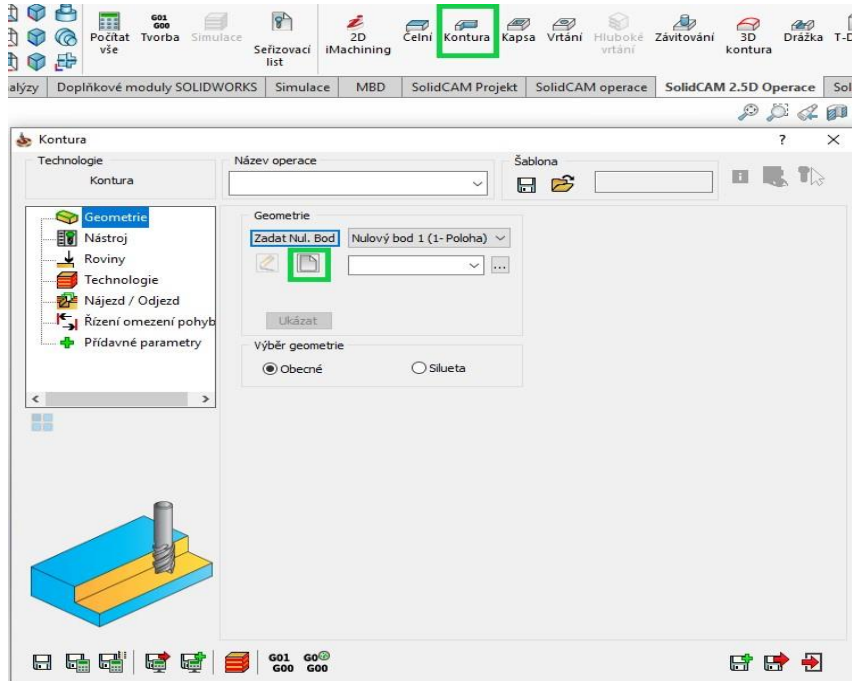 G01
G00
Počítat
vše
Tvorba
Simulace
Seřizovací
list
2D
iMachining
Čelní
Kontura
Kapsa
Vrtání
Hluboké
vrtání
Závitování
3D
kontura
Drážka
alýzy
Doplňkové moduly SOLIDWORKS
Simulace
MBD
SolidCAM Projekt
SolidCAM operace
SolidCAM 2.5D Operace
Kontura
?
Technologie
Kontura
Název operace
Šablona
Geometrie
Nástroj
Roviny
Technologie
Nájezd / Odjezd
Řízení omezení pohyb
Přídavné parametry
Geometrie
Zadat Nul. Bod
Nulový bod 1 (1- Poloha)
...
Ukázat
Výběr geometrie
Obecné
Silueta
G01
G00
G0
G00